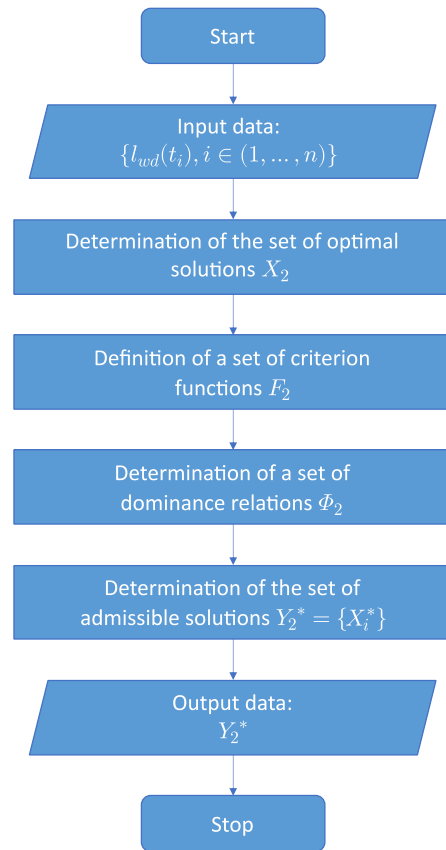 Start
Input data:
{l_{wd}(t_i), i ∈ (1, … , n)}
Determination of the set of optimal
solutions X_2
Definition of a set of criterion
functions F_2
Determination of a set of
dominance relations Φ_2
Determination of the set of
admissible solutions Y_2^* = {X_i^*}
Output data:
Y_2^*
Stop